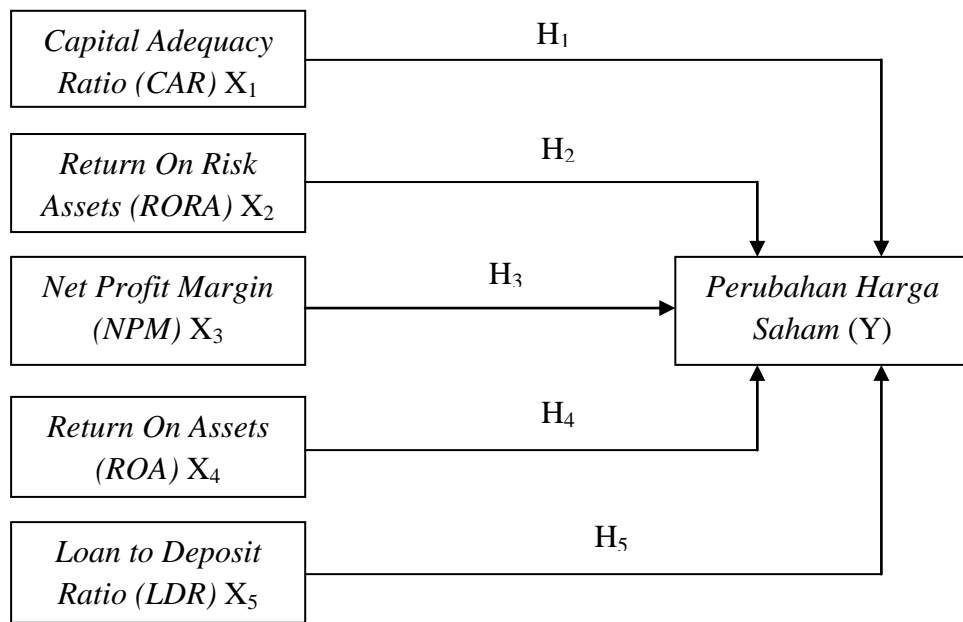 Capital Adequacy
Ratio (CAR) X₁
H₁
Return On Risk
Assets (RORA) X₂
H₂
Net Profit Margin
(NPM) X₃
H₃
Perubahan Harga
Saham (Y)
Return On Assets
(ROA) X₄
H₄
Loan to Deposit
Ratio (LDR) X₅
H₅